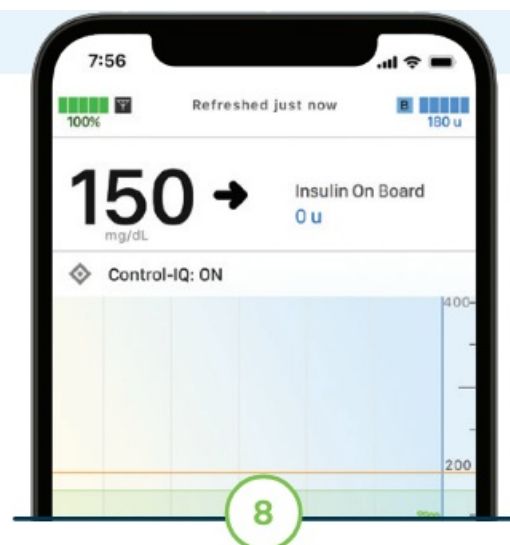 7:56
100%
Refreshed just now
B
180 u
150
mg/dL
Insulin On Board
0 u
Control-IQ: ON
400
200
8